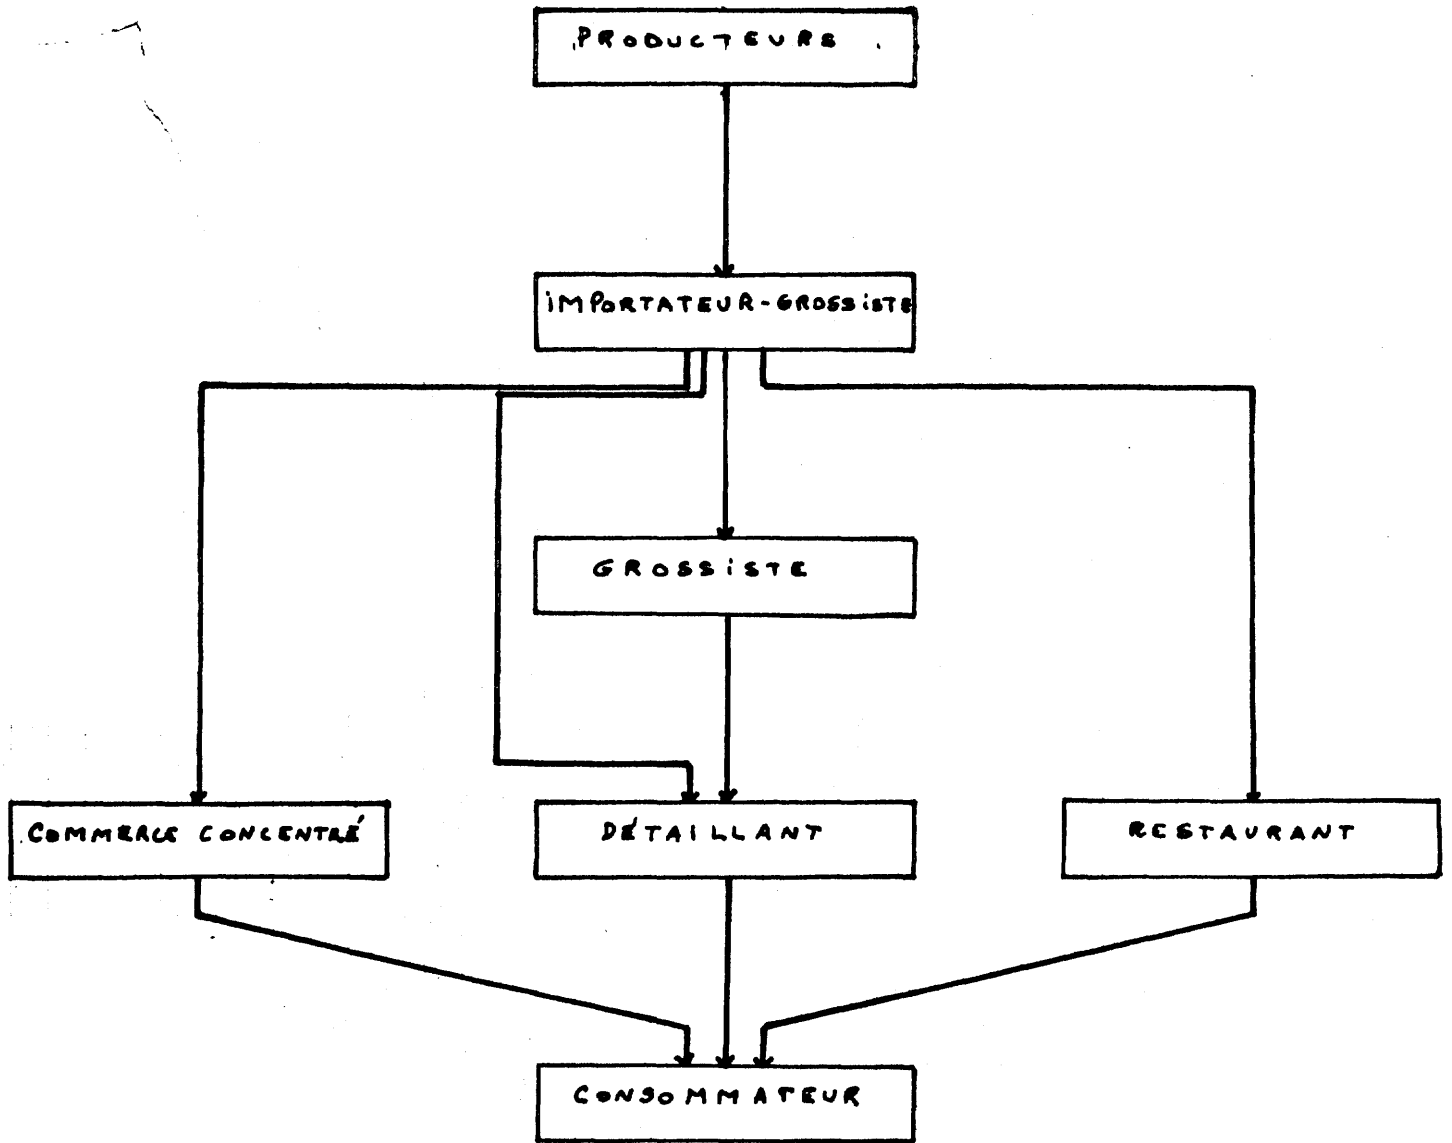 PRODUCTEURS
iMPORTATEUR-GROSSiSTE
GROSSiSTE
COMMERCE CONCENTRÉ
DÉTAiLLANT
RESTAURANT
CONSOMMATEUR